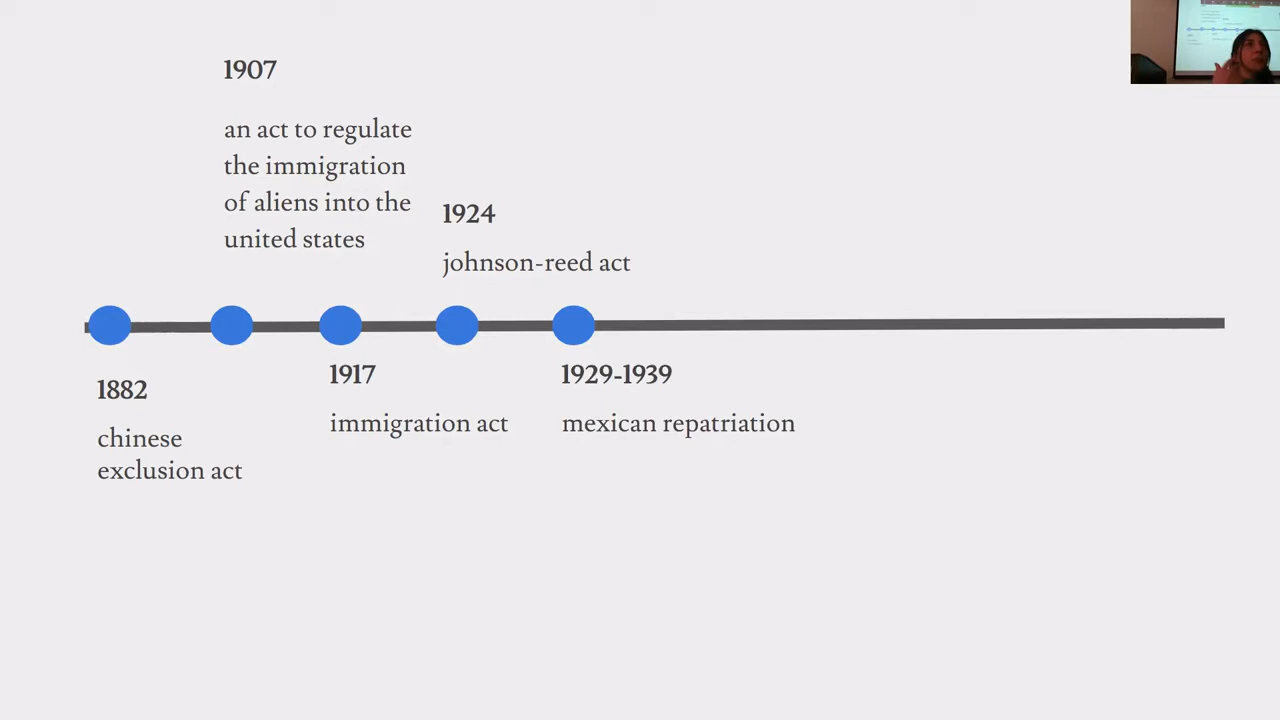 1907
an act to regulate
the immigration
of aliens into the
united states
1924
johnson-reed act
1882
chinese
exclusion act
1917
immigration act
1929-1939
mexican repatriation